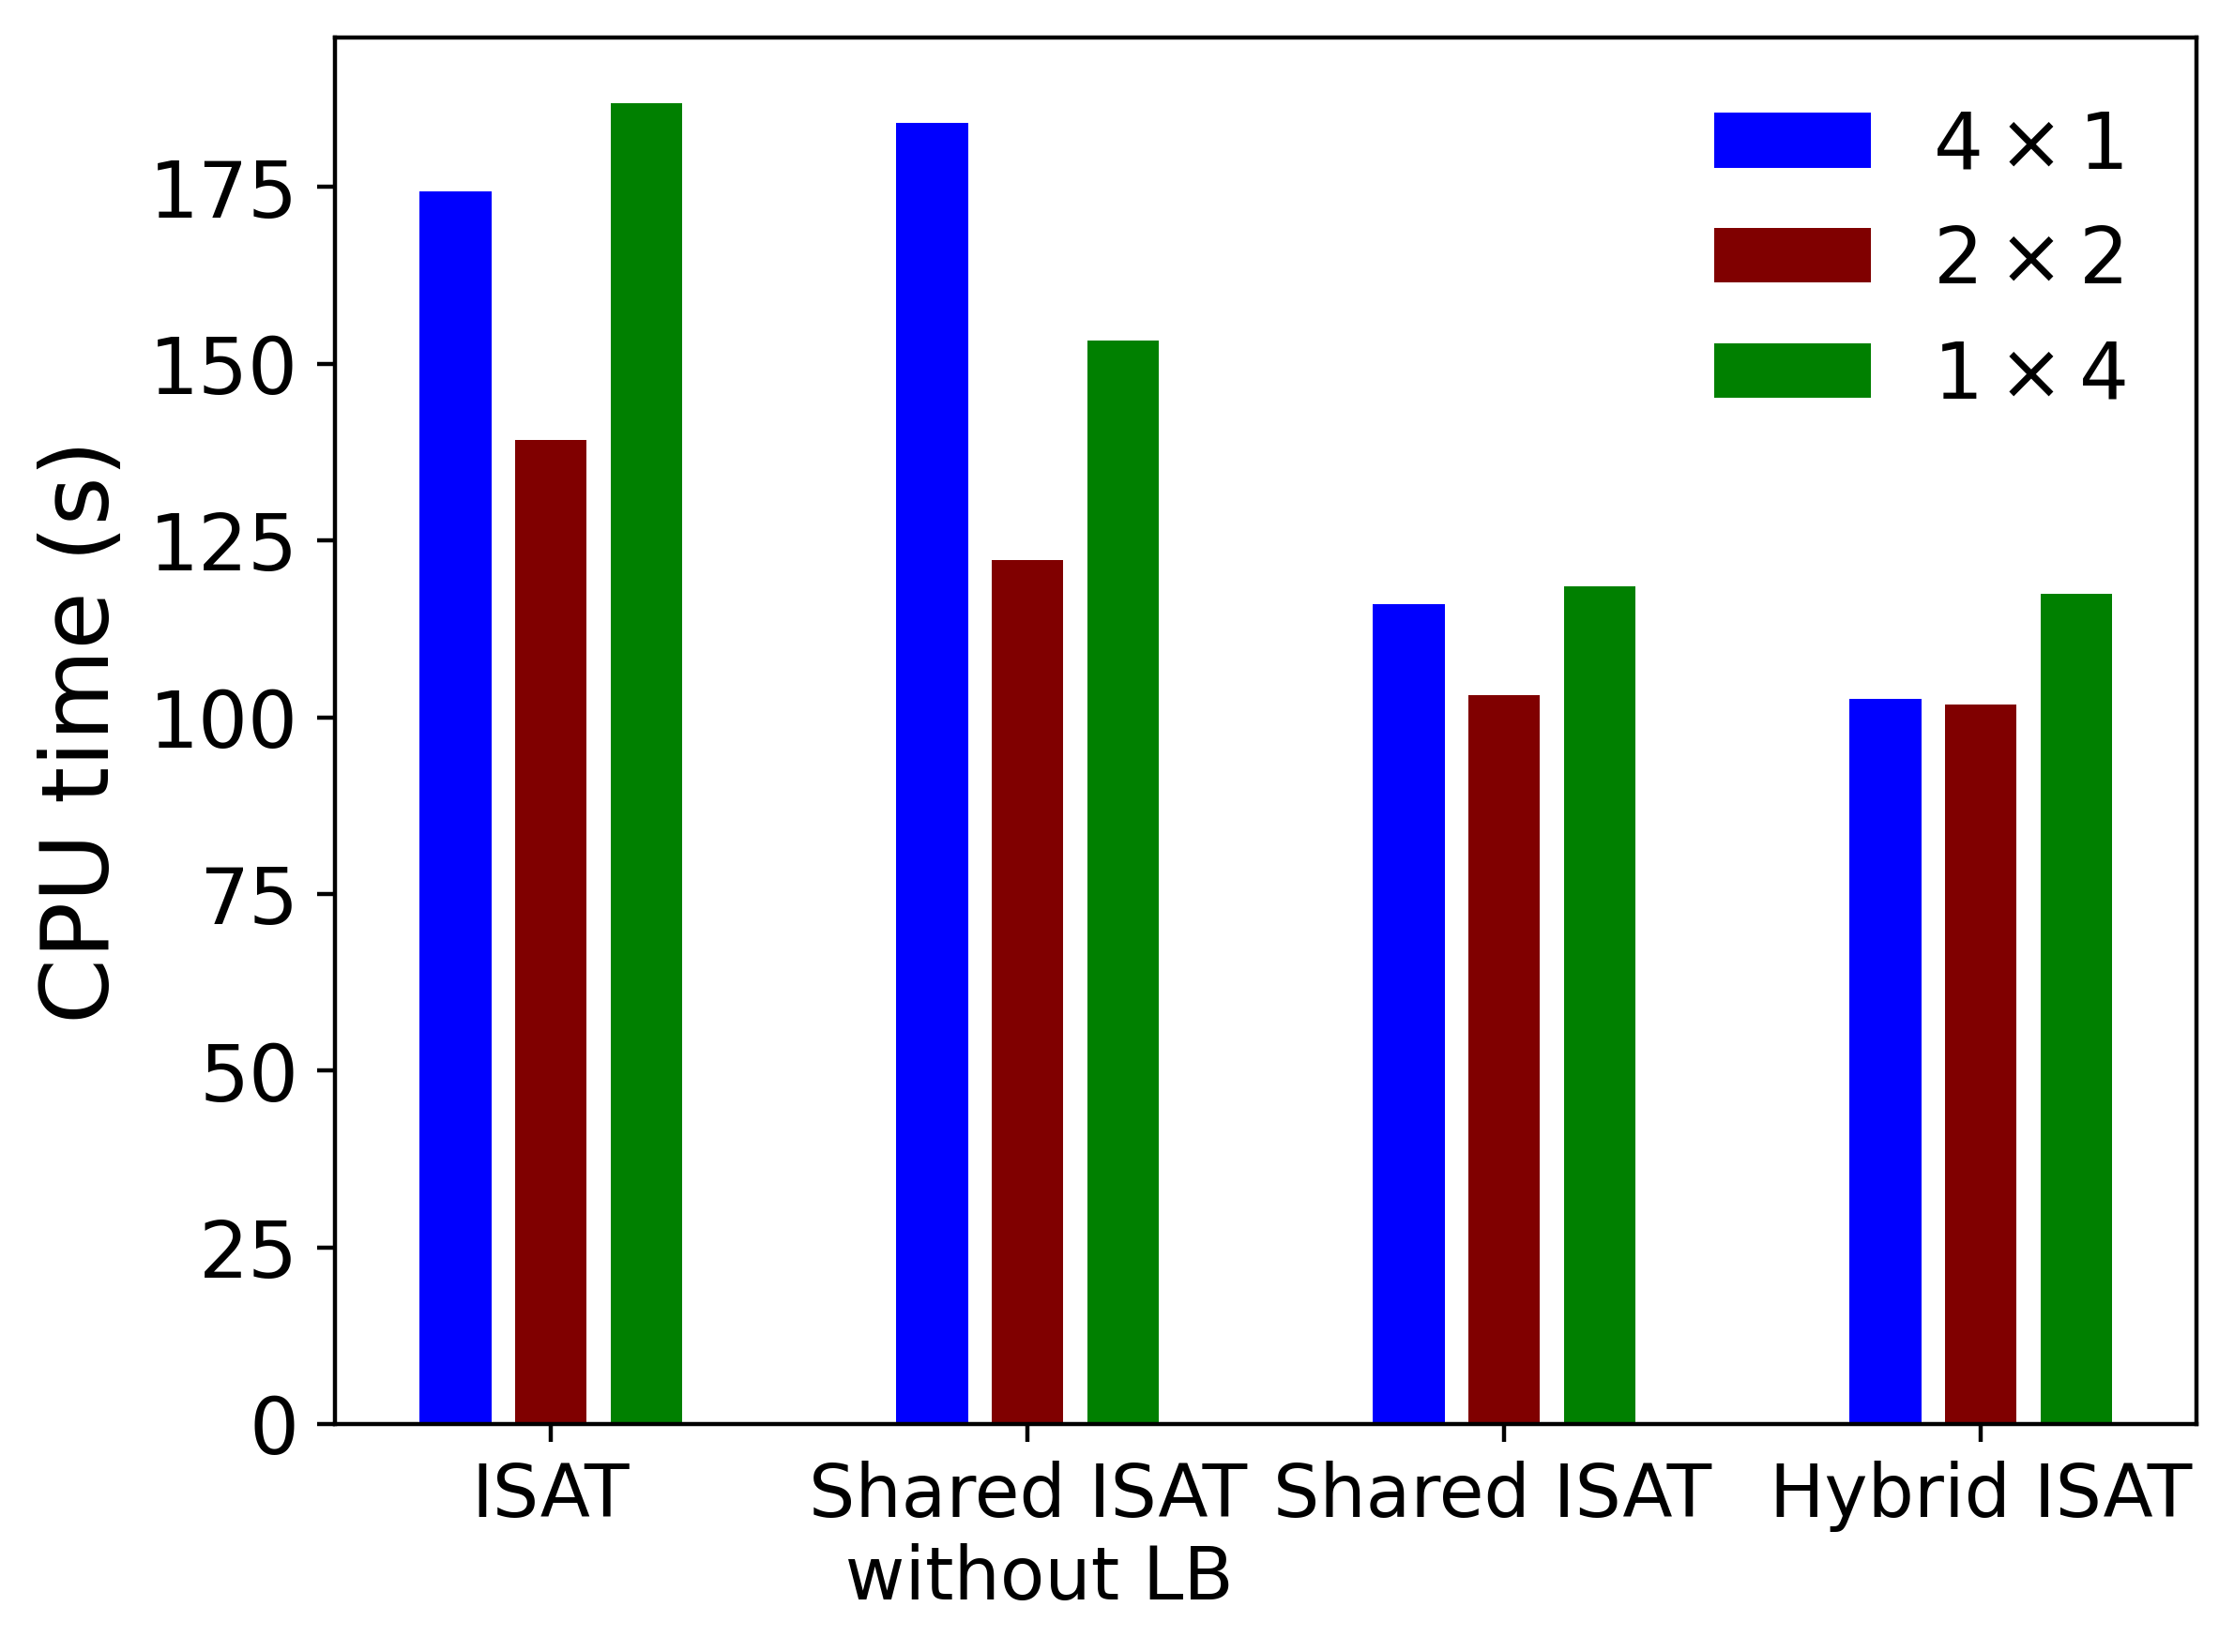 CPU time (s)
175
150
125
100
75
50
25
0
4 × 1
2 × 2
1 × 4
ISAT
Shared ISAT
without LB
Shared ISAT
Hybrid ISAT